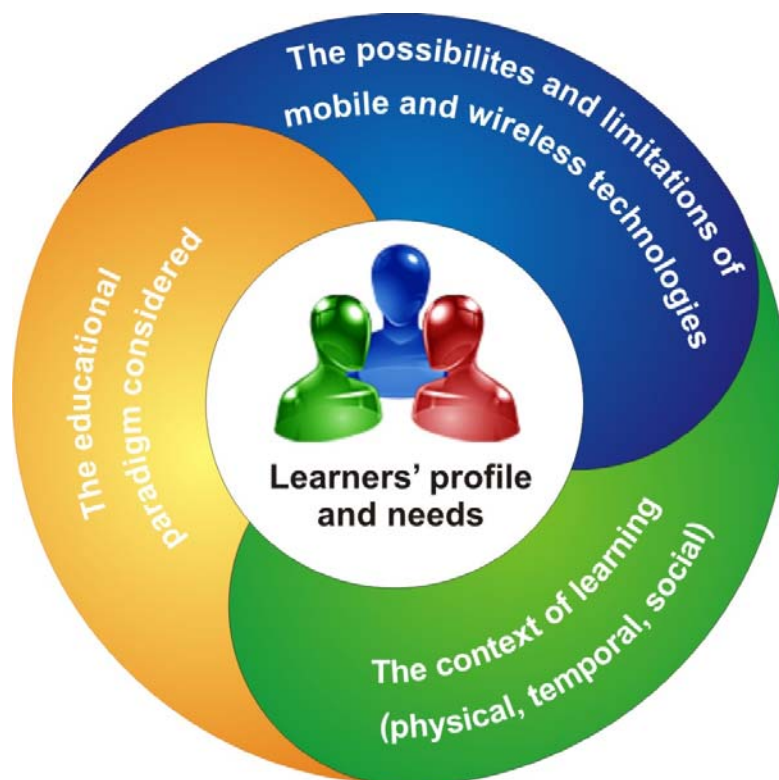 The possibilites and limitations of
mobile and wireless technologies
The educational
paradigm considered
Learners’ profile
and needs
The context of learning
(physical, temporal, social)